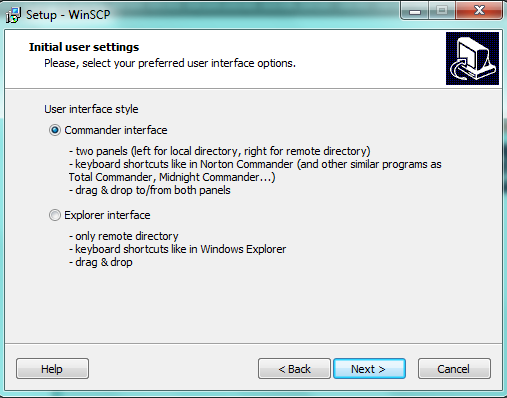 Setup - WinSCP
Initial user settings
Please, select your preferred user interface options.
User interface style
Commander interface
- two panels (left for local directory, right for remote directory)
- keyboard shortcuts like in Norton Commander (and other similar programs as
Total Commander, Midnight Commander...)
- drag & drop to/from both panels
Explorer interface
- only remote directory
- keyboard shortcuts like in Windows Explorer
- drag & drop
Help
< Back
Next >
Cancel